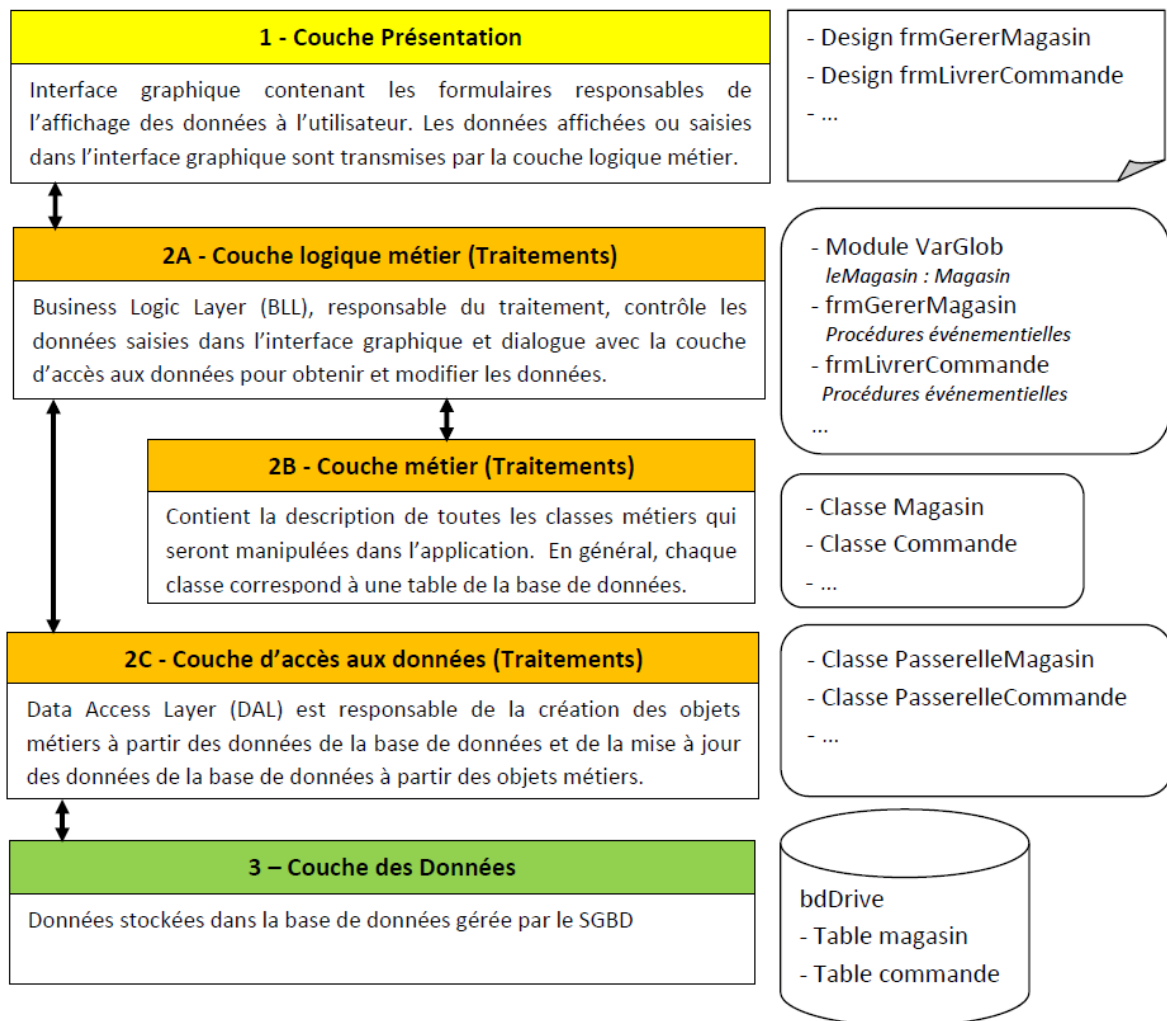 1 - Couche Présentation
Interface graphique contenant les formulaires responsables de
l'affichage des données à l'utilisateur. Les données affichées ou saisies
dans l'interface graphique sont transmises par la couche logique métier.
- Design frmGererMagasin
- Design frmLivrerCommande
- ...
2A - Couche logique métier (Traitements)
Business Logic Layer (BLL), responsable du traitement, contrôle les
données saisies dans l'interface graphique et dialogue avec la couche
d'accès aux données pour obtenir et modifier les données.
- Module VarGlob
leMagasin : Magasin
- frmGererMagasin
Procédures événementielles
- frmLivrerCommande
Procédures événementielles
...
2B - Couche métier (Traitements)
Contient la description de toutes les classes métiers qui
seront manipulées dans l'application. En général, chaque
classe correspond à une table de la base de données.
- Classe Magasin
- Classe Commande
- ...
2C - Couche d'accès aux données (Traitements)
Data Access Layer (DAL) est responsable de la création des objets
métiers à partir des données de la base de données et de la mise à jour
des données de la base de données à partir des objets métiers.
- Classe PasserelleMagasin
- Classe PasserelleCommande
- ...
3 – Couche des Données
Données stockées dans la base de données gérée par le SGBD
bdDrive
- Table magasin
- Table commande